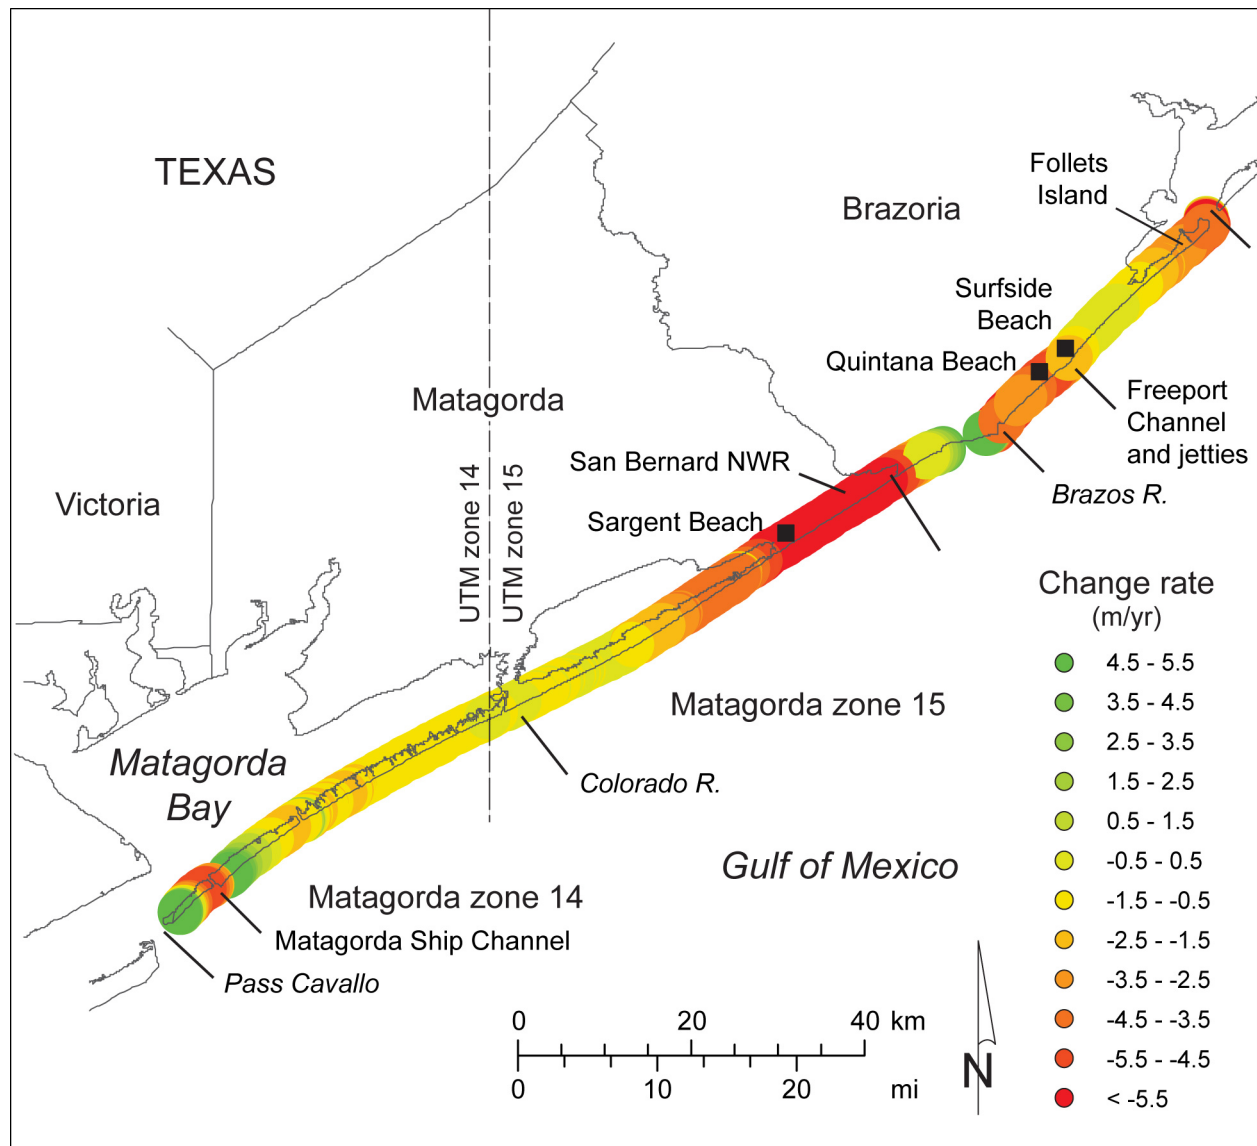 TEXAS
Follets
Island
Brazoria
Surfside
Beach
Quintana Beach
Freeport
Channel
and jetties
Matagorda
San Bernard NWR
Brazos R.
Victoria
UTM zone 14
UTM zone 15
Sargent Beach
Change rate
(m/yr)
4.5 - 5.5
3.5 - 4.5
2.5 - 3.5
1.5 - 2.5
0.5 - 1.5
-0.5 - 0.5
-1.5 - -0.5
-2.5 - -1.5
-3.5 - -2.5
-4.5 - -3.5
-5.5 - -4.5
< -5.5
Matagorda zone 15
Matagorda
Bay
Colorado R.
Gulf of Mexico
Matagorda zone 14
Matagorda Ship Channel
Pass Cavallo
0 20 40 km
0 10 20 mi
N